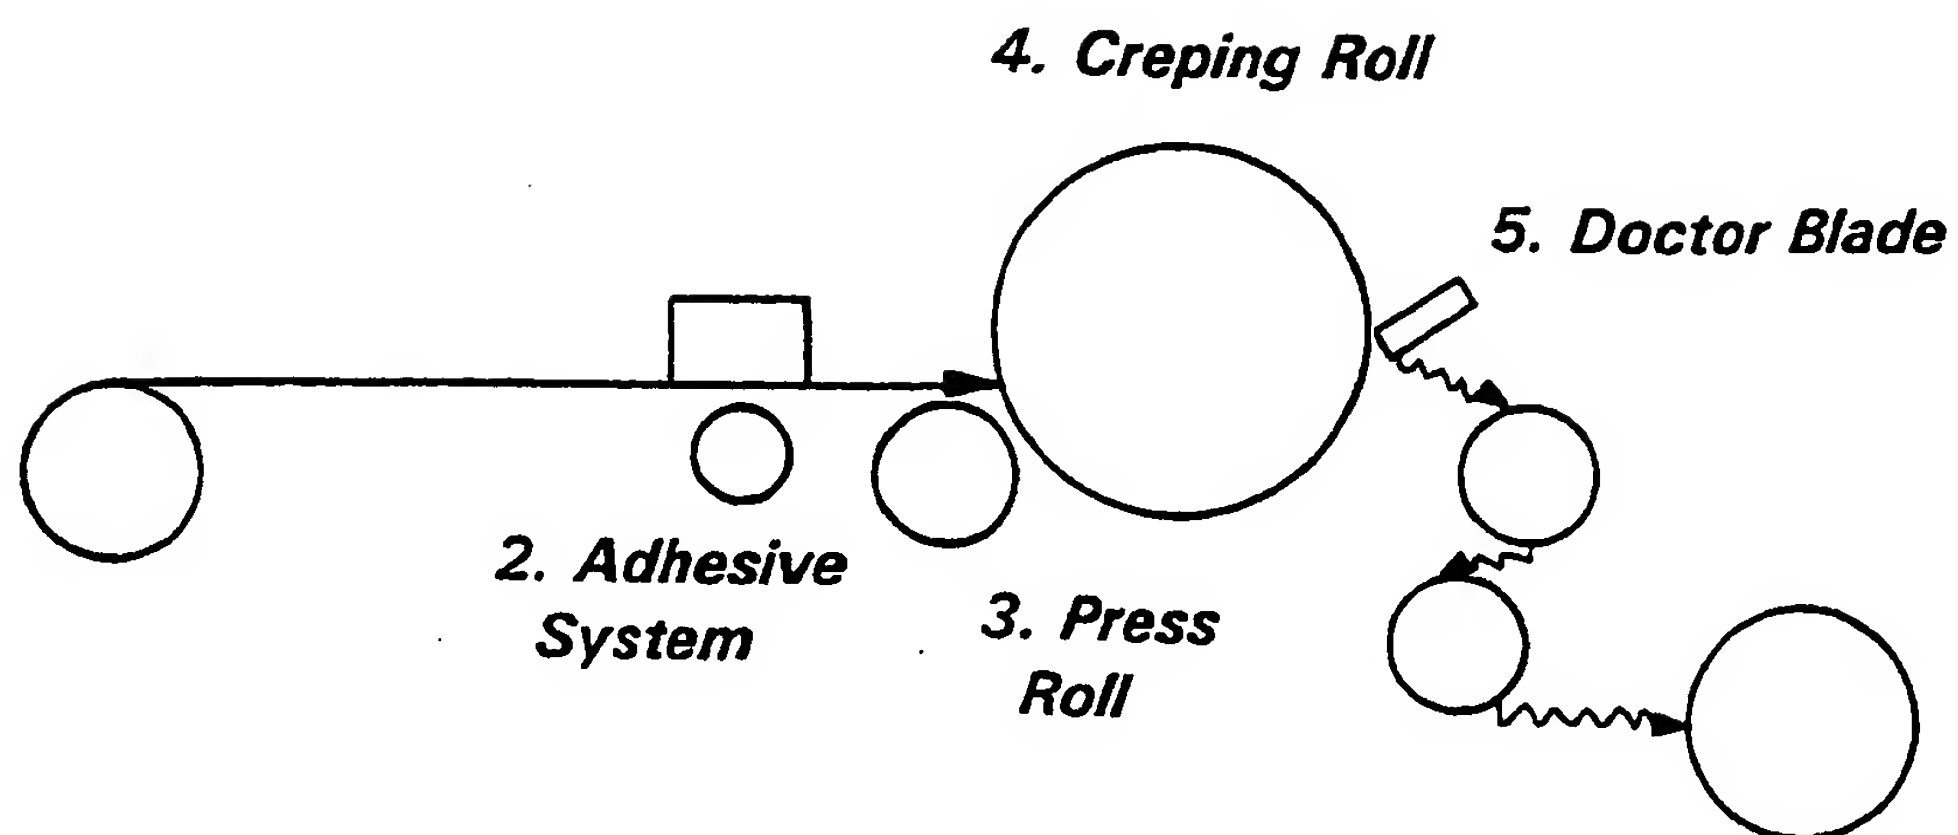 4. Creping Roll
5. Doctor Blade
2. Adhesive
System
3. Press
Roll